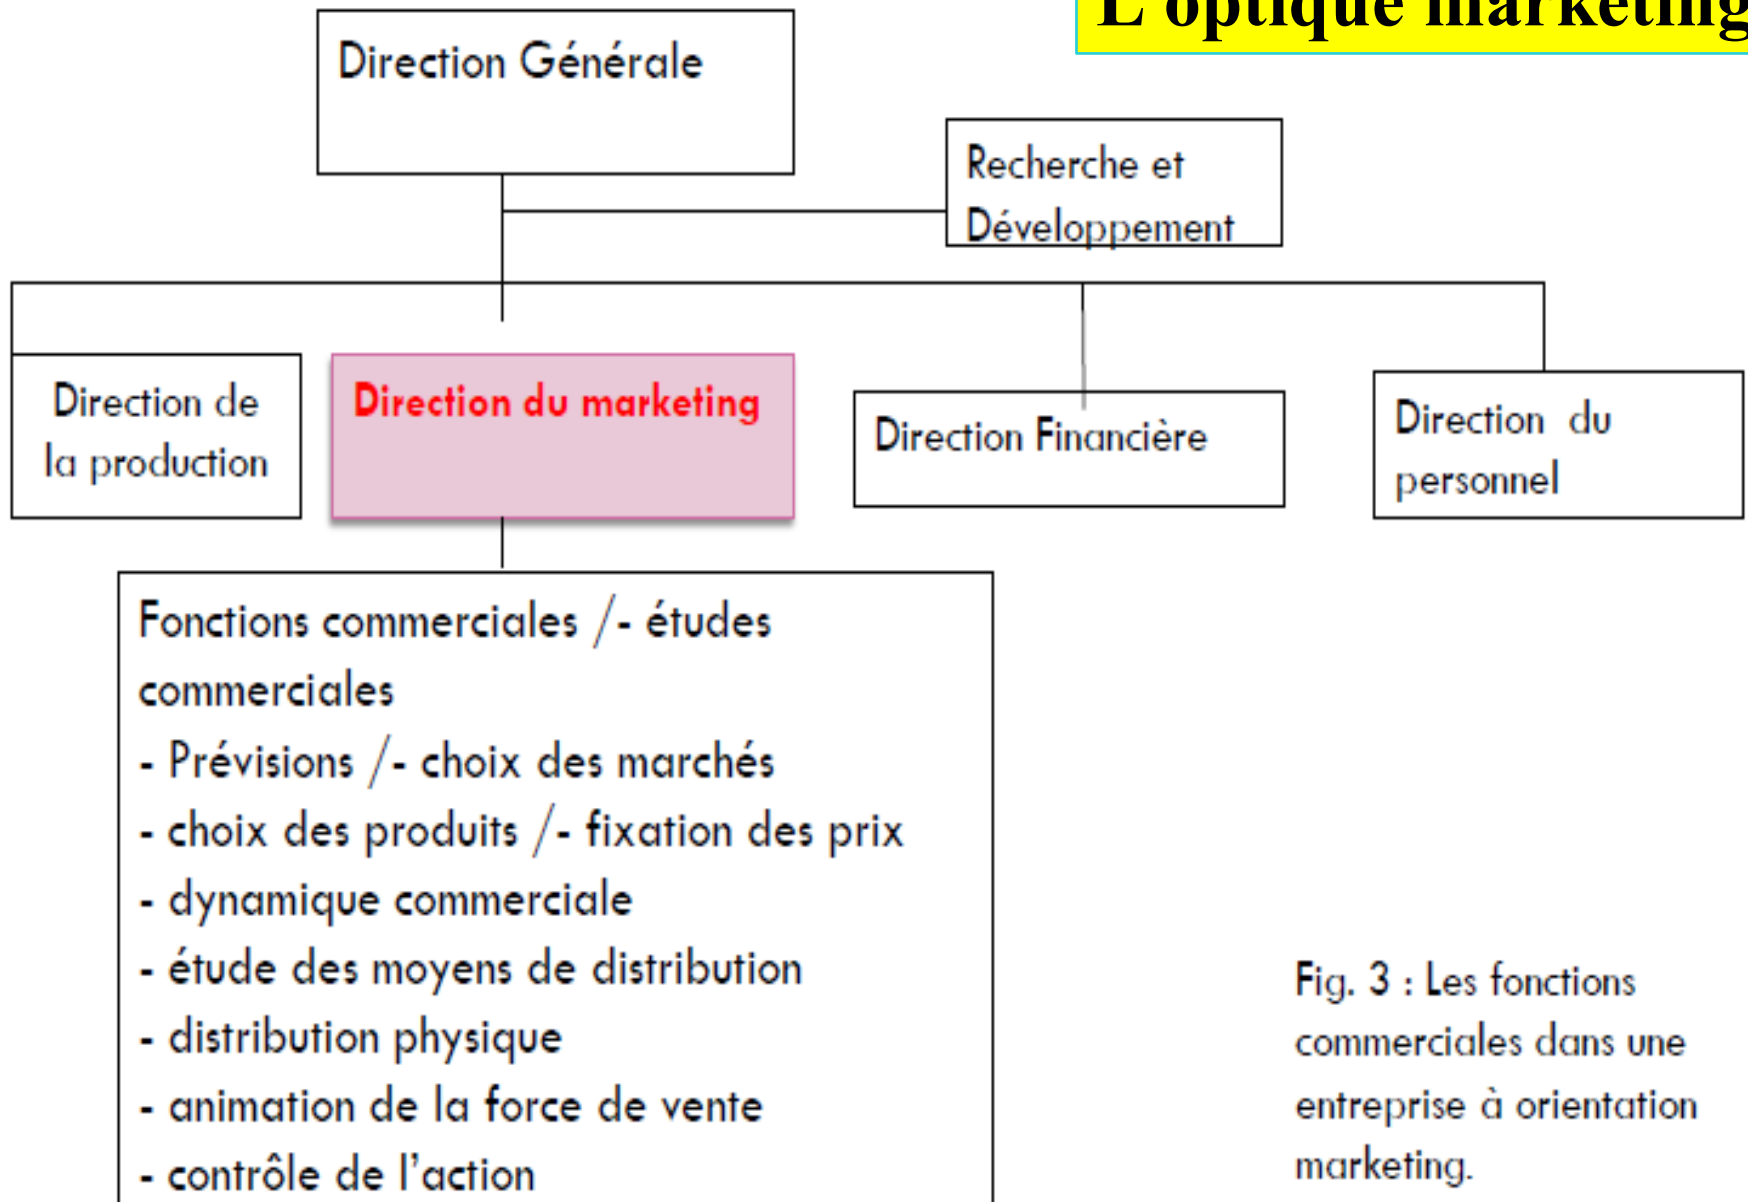 L'optique marketing
Direction Générale
Recherche et
Développement
Direction de
la production
Direction du marketing
Direction Financière
Direction du
personnel
Fonctions commerciales /- études
commerciales
- Prévisions /- choix des marchés
- choix des produits /- fixation des prix
- dynamique commerciale
- étude des moyens de distribution
- distribution physique
- animation de la force de vente
- contrôle de l'action
Fig. 3 : Les fonctions
commerciales dans une
entreprise à orientation
marketing.